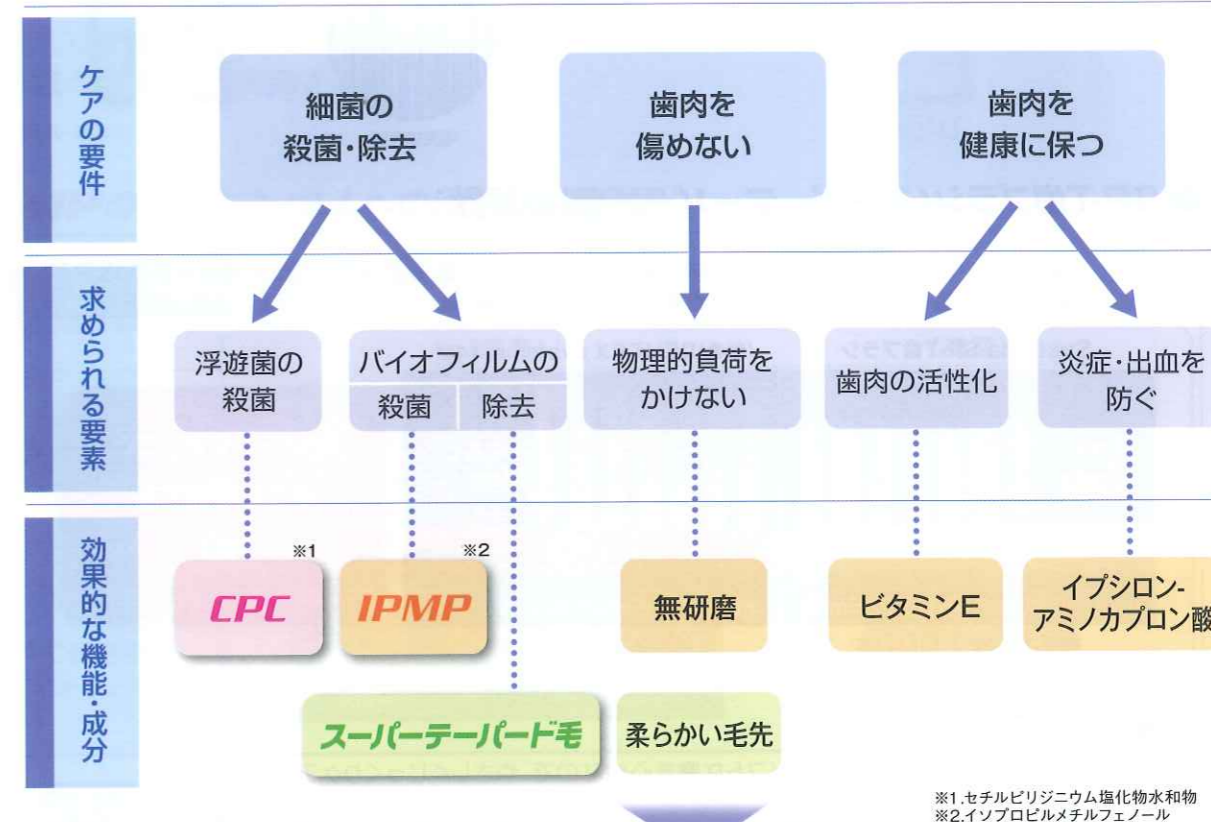 ケアの要件
細菌の
殺菌・除去
歯肉を
傷めない
歯肉を
健康に保つ
求められる要素
浮遊菌の
殺菌
バイオフィルムの
殺菌 除去
物理的負荷を
かけない
歯肉の活性化
炎症・出血を
防ぐ
効果的な機能・成分
CPC ※1
IPMP ※2
無研磨
ビタミンE
イプシロン-
アミノカプロン酸
スーパーテーパード毛
柔らかい毛先
※1.セチルピリジニウム塩化物水和物
※2.イソプロピルメチルフェノール